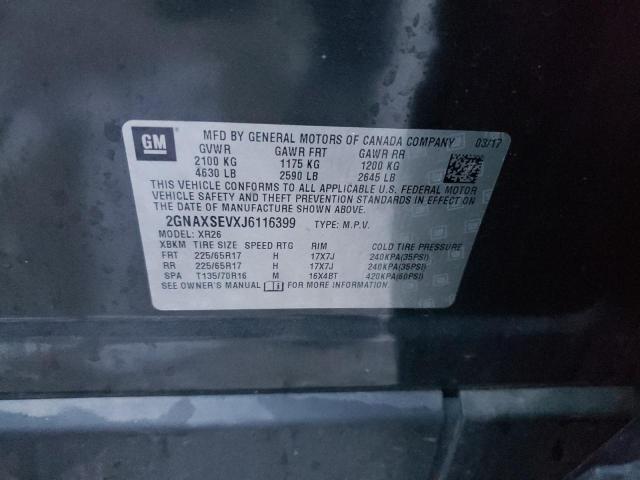 GM
MFD BY GENERAL MOTORS OF CANADA COMPANY 03/17
GVWR GAWR FRT GAWR RR
2100 KG 1175 KG 1200 KG
4630 LB 2590 LB 2645 LB
THIS VEHICLE CONFORMS TO ALL APPLICABLE U.S. FEDERAL MOTOR
VEHICLE SAFETY AND THEFT PREVENTION STANDARDS IN EFFECT ON
THE DATE OF MANUFACTURE SHOWN ABOVE.
2GNAXSEVXJ6116399 TYPE: M.P.V.
MODEL: XR26
XBKM TIRE SIZE SPEED RTG RIM COLD TIRE PRESSURE
FRT 225/65R17 H 17X7J 240KPA(35PSI)
RR 225/65R17 H 17X7J 240KPA(35PSI)
SPA T135/70R16 M 16X4BT 420KPA(60PSI)
SEE OWNER'S MANUAL FOR MORE INFORMATION